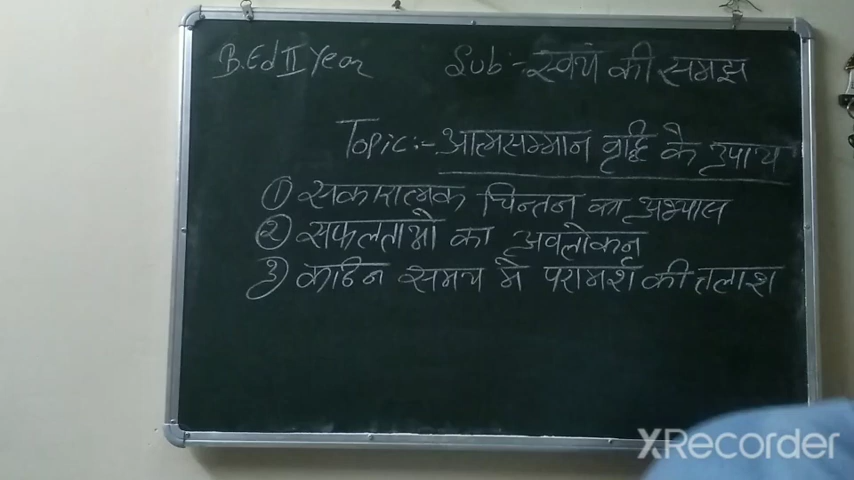 B.Ed II Year Sub:- स्वयं की समझ
Topic:- आत्मसम्मान वृद्धि के उपाय
① सकारात्मक चिन्तन का अभ्यास
② सफलताओ का अवलोकन
③ कठिन समय मे परामर्श की तलाश
XRecorder